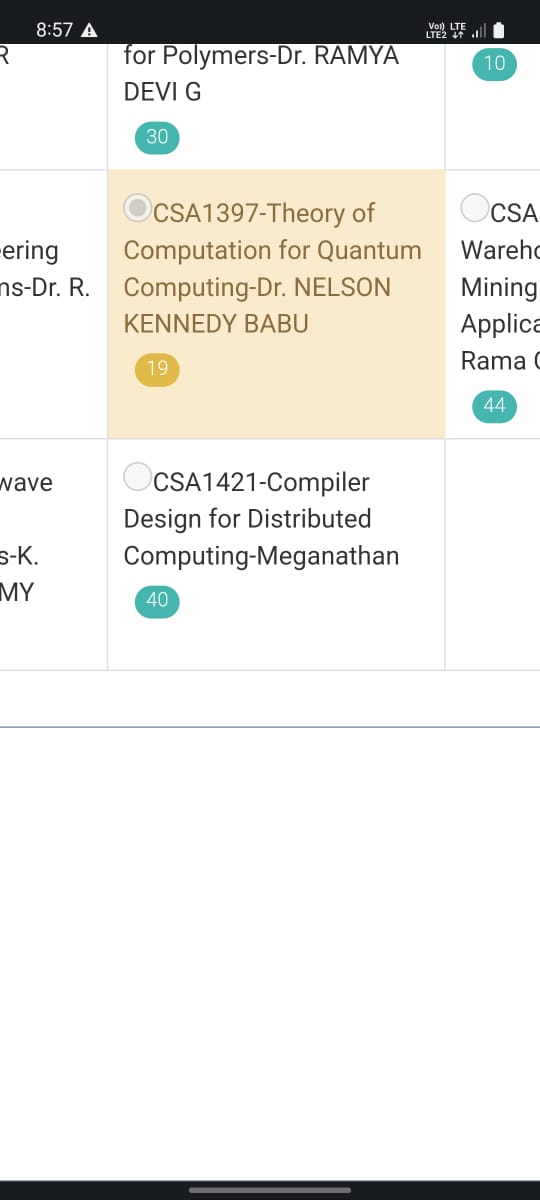 8:57
Vo)) LTE
LTE2
R
for Polymers-Dr. RAMYA
DEVI G
30
10
ering
ns-Dr. R.
CSA1397-Theory of
Computation for Quantum
Computing-Dr. NELSON
KENNEDY BABU
19
CSA
Wareho
Mining
Applica
Rama
44
wave
s-K.
MY
CSA1421-Compiler
Design for Distributed
Computing-Meganathan
40